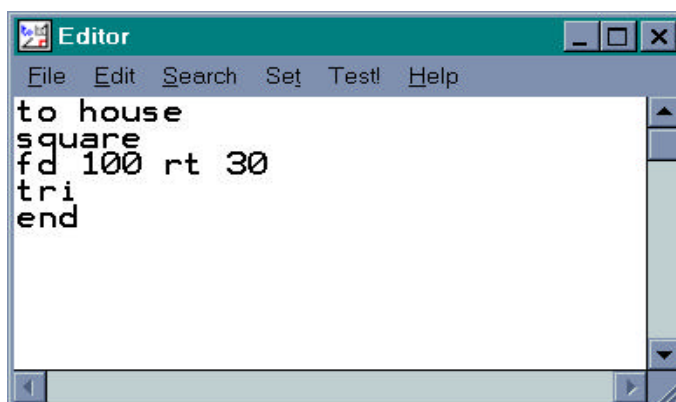 Editor
File Edit Search Set Test! Help
to house
square
fd 100 rt 30
tri
end